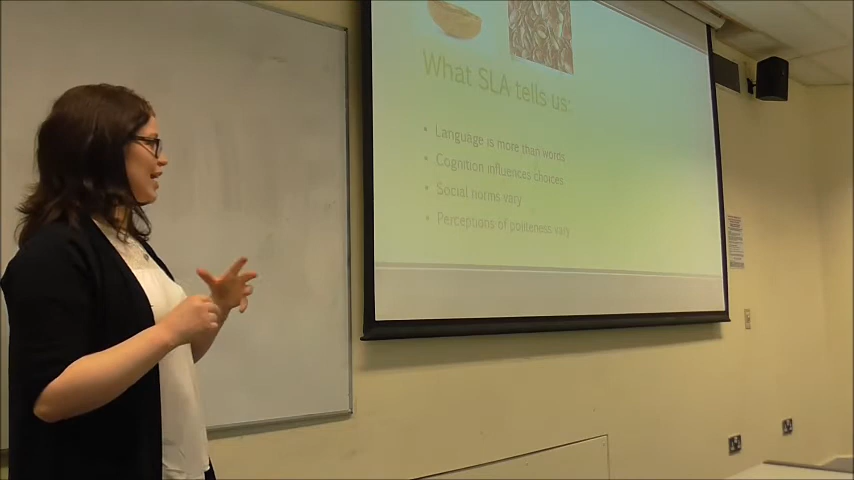 What SLA tells us:
• Language is more than words
• Cognition influences choices
• Social norms vary
• Perceptions of politeness vary